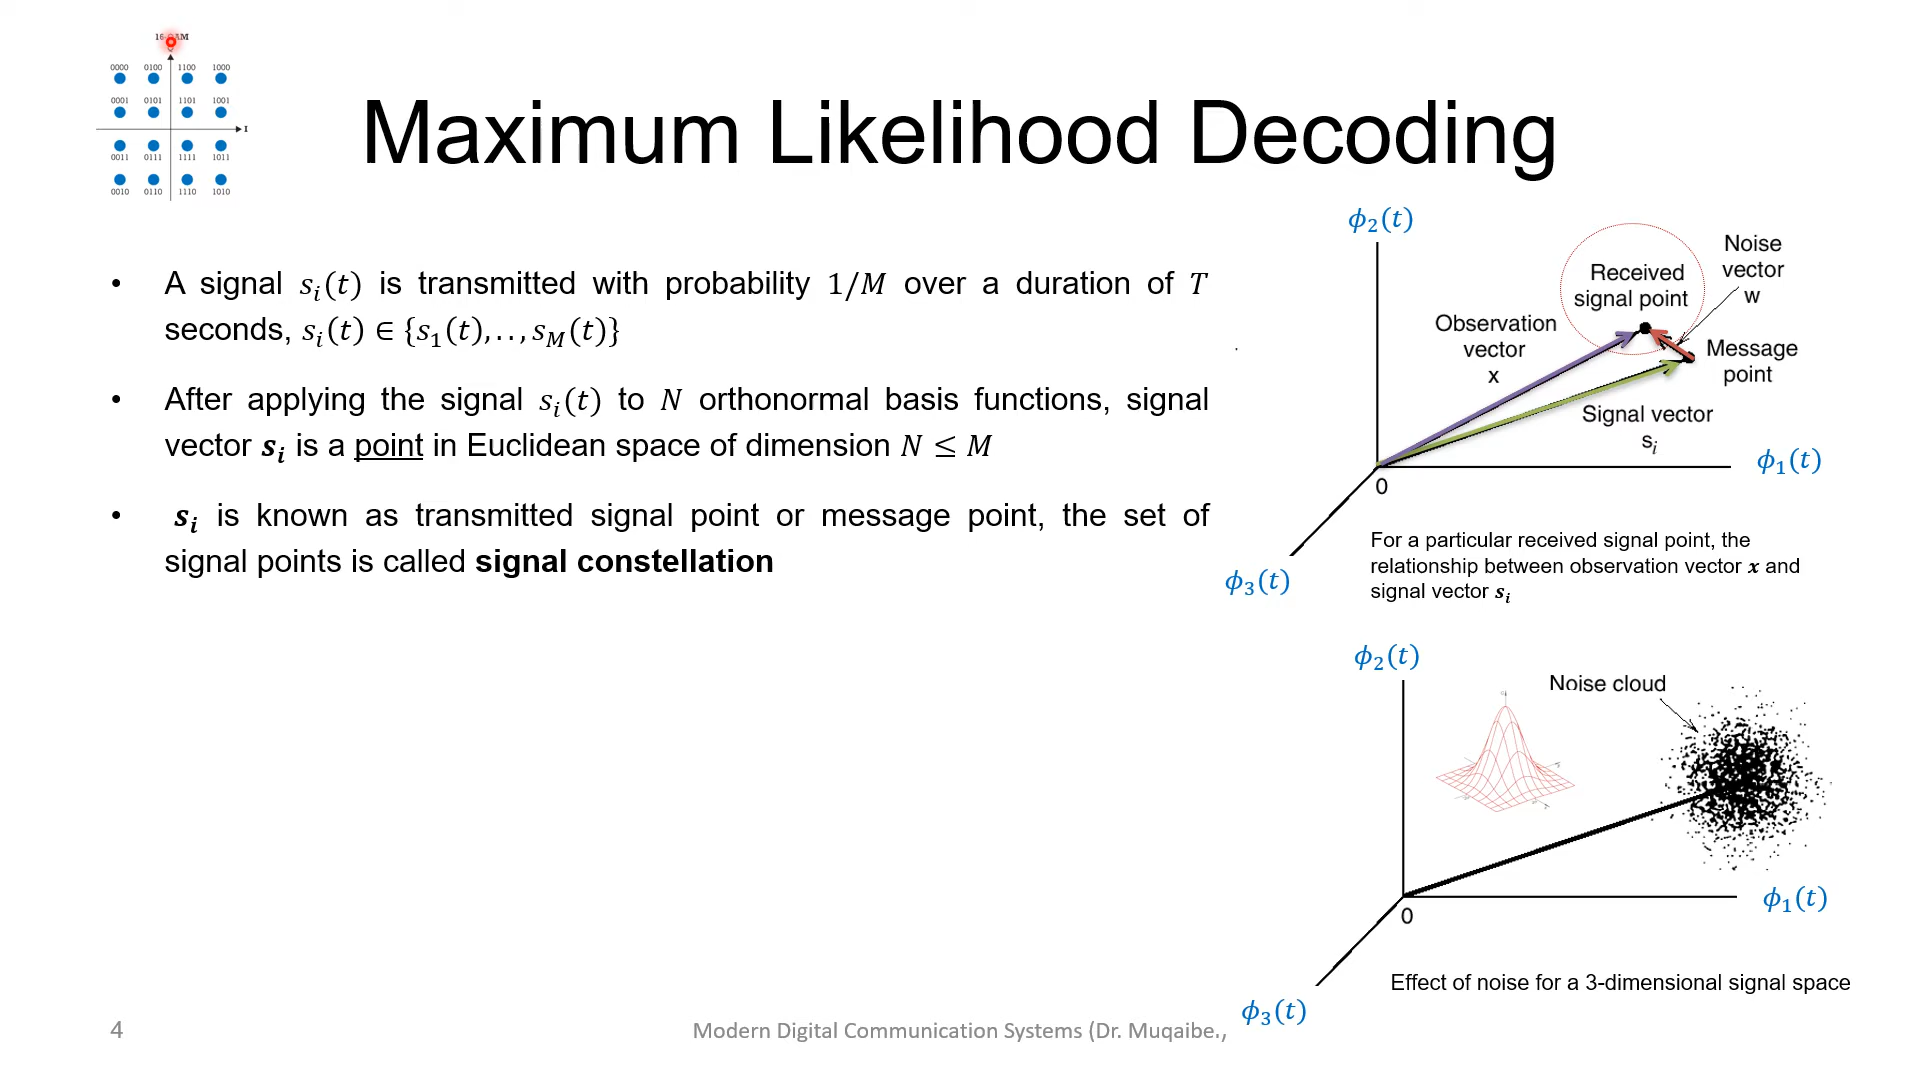 16-QAM
0000 0100 1100 1000
0001 0101 1101 1001
I
0011 0111 1111 1011
0010 0110 1110 1010
Maximum Likelihood Decoding
• A signal sᵢ(t) is transmitted with probability 1/M over a duration of T
seconds, sᵢ(t) ∈ {s₁(t), . . , s_M(t)}
• After applying the signal sᵢ(t) to N orthonormal basis functions, signal
vector sᵢ is a point in Euclidean space of dimension N ≤ M
• sᵢ is known as transmitted signal point or message point, the set of
signal points is called signal constellation
ϕ₂(t)
Noise
vector
w
Received
signal point
Observation
vector
x
Message
point
Signal vector
sᵢ
ϕ₁(t)
0
ϕ₃(t)
For a particular received signal point, the
relationship between observation vector x and
signal vector sᵢ
ϕ₂(t)
Noise cloud
ϕ₁(t)
0
ϕ₃(t)
Effect of noise for a 3-dimensional signal space
4
Modern Digital Communication Systems (Dr. Muqaibe.,